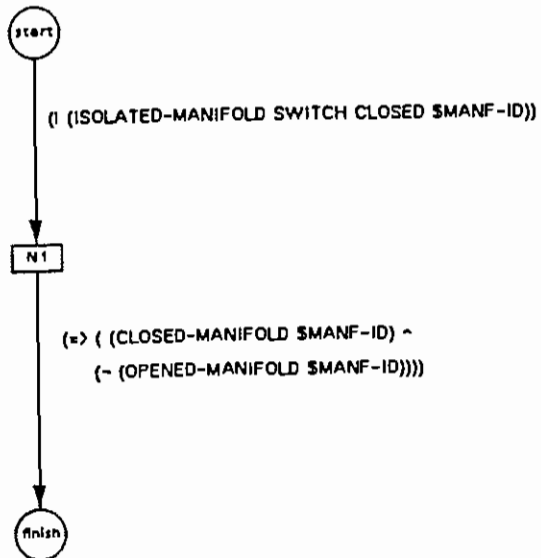 start
(! (ISOLATED-MANIFOLD SWITCH CLOSED $MANF-ID))
N1
(=> ( (CLOSED-MANIFOLD $MANF-ID) ^
(~ (OPENED-MANIFOLD $MANF-ID))))
finish